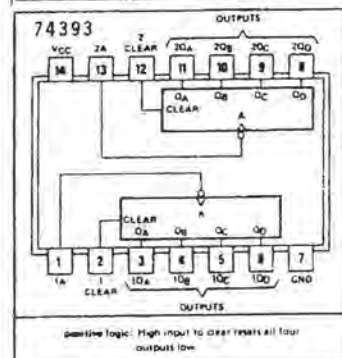 OUTPUTS
74393
2
VCC 2A CLEAR 2QA 2QB 2QC 2QD
14 13 12 11 10 9 8
QA QB QC QD
CLEAR
A
A
CLEAR
QA QB QC QD
1 2 3 4 5 6 7
1A 1 1QA 1QB 1QC 1QD GND
CLEAR
OUTPUTS
positive logic: High input to clear resets all four
outputs low